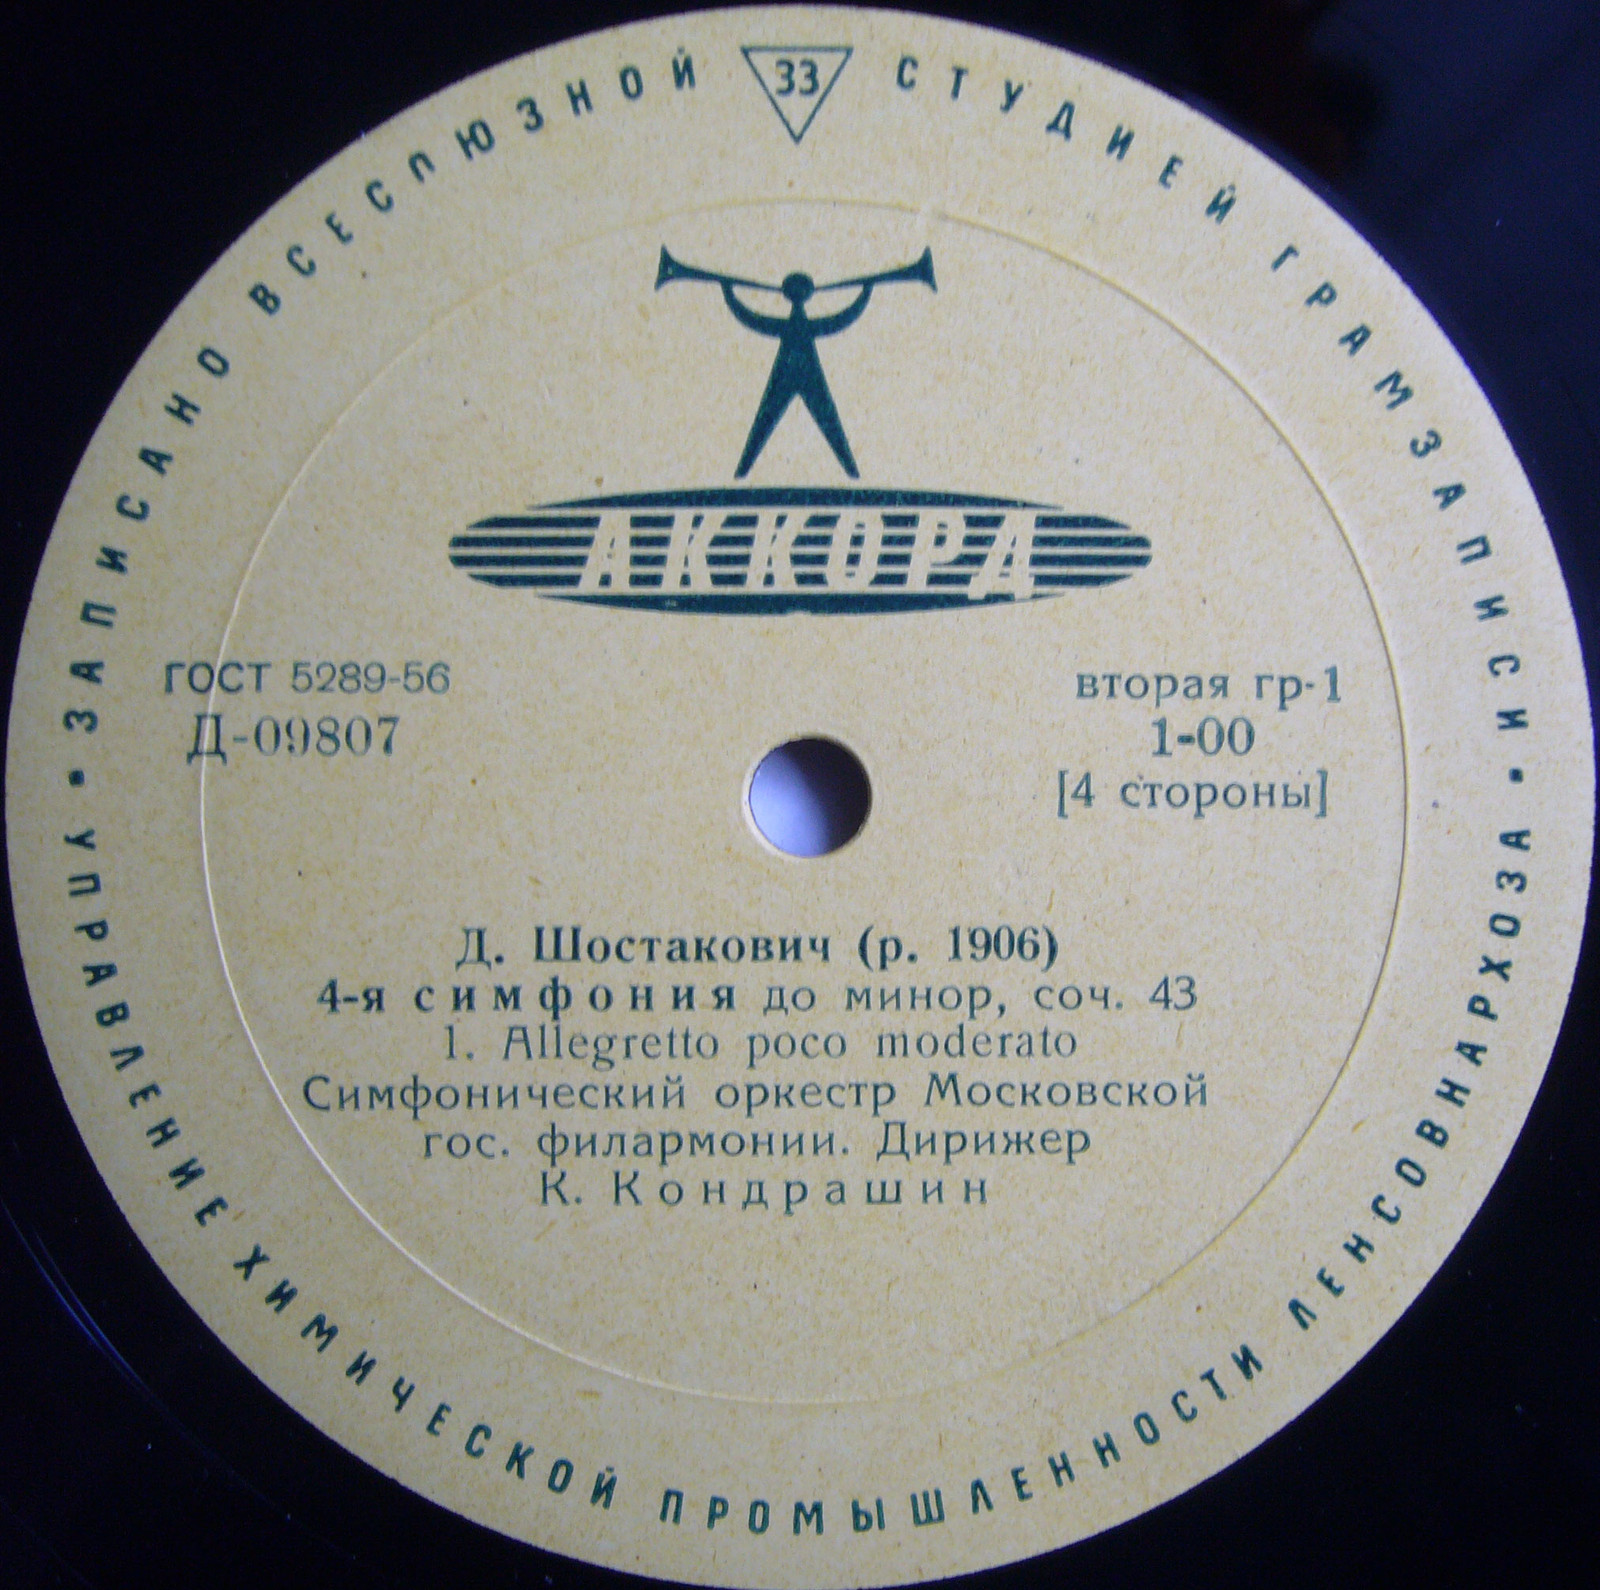 ЗАПИСАНО ВСЕСОЮЗНОЙ СТУДИЕЙ ГРАМЗАПИСИ
33
АККОРД
ГОСТ 5289-56
Д-09807
вторая гр-1
1-00
[4 стороны]
Д. Шостакович (р. 1906)
4-я симфония до минор, соч. 43
1. Allegretto poco moderato
Симфонический оркестр Московской
гос. филармонии. Дирижер
К. Кондрашин
• УПРАВЛЕНИЕ ХИМИЧЕСКОЙ ПРОМЫШЛЕННОСТИ ЛЕНСОВНАРХОЗА •